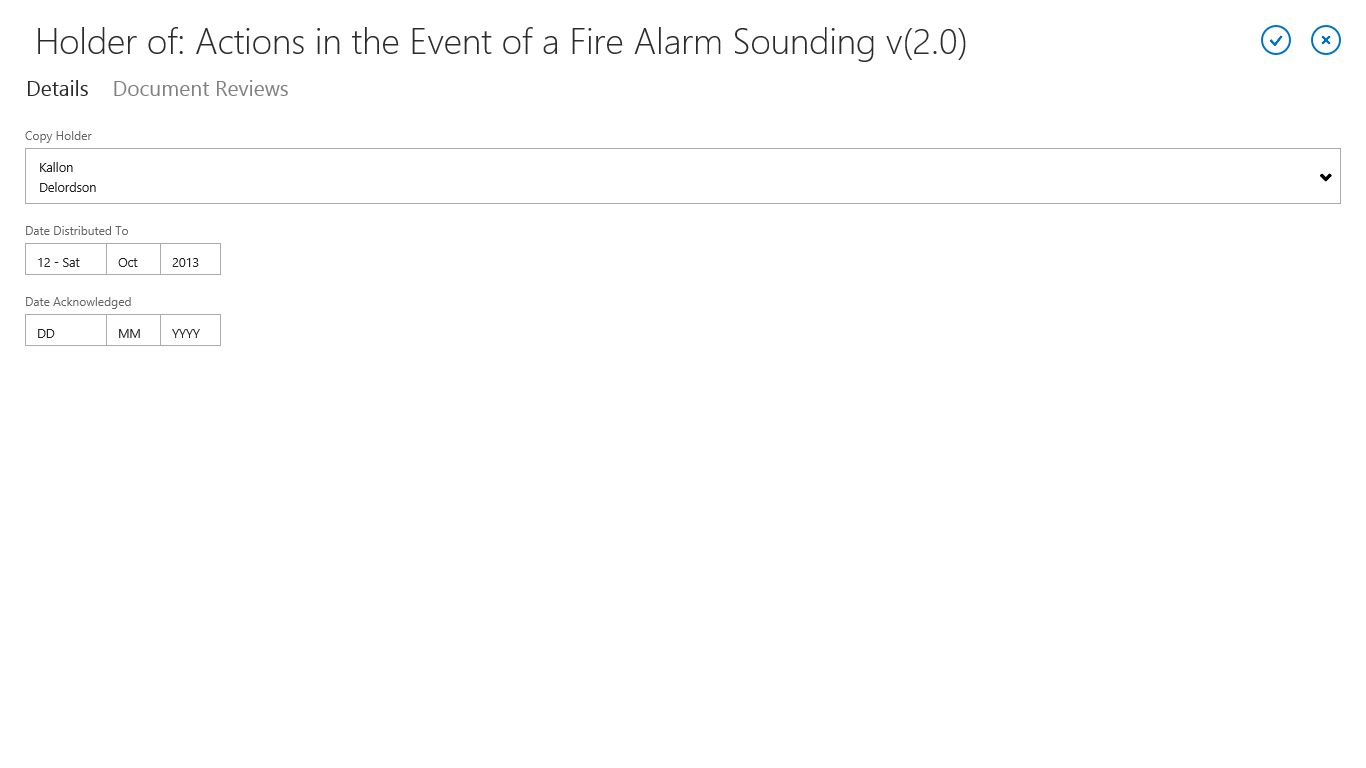 Holder of: Actions in the Event of a Fire Alarm Sounding v(2.0)
Details Document Reviews
Copy Holder
Kallon
Delordson
Date Distributed To
12 - Sat Oct 2013
Date Acknowledged
DD MM YYYY